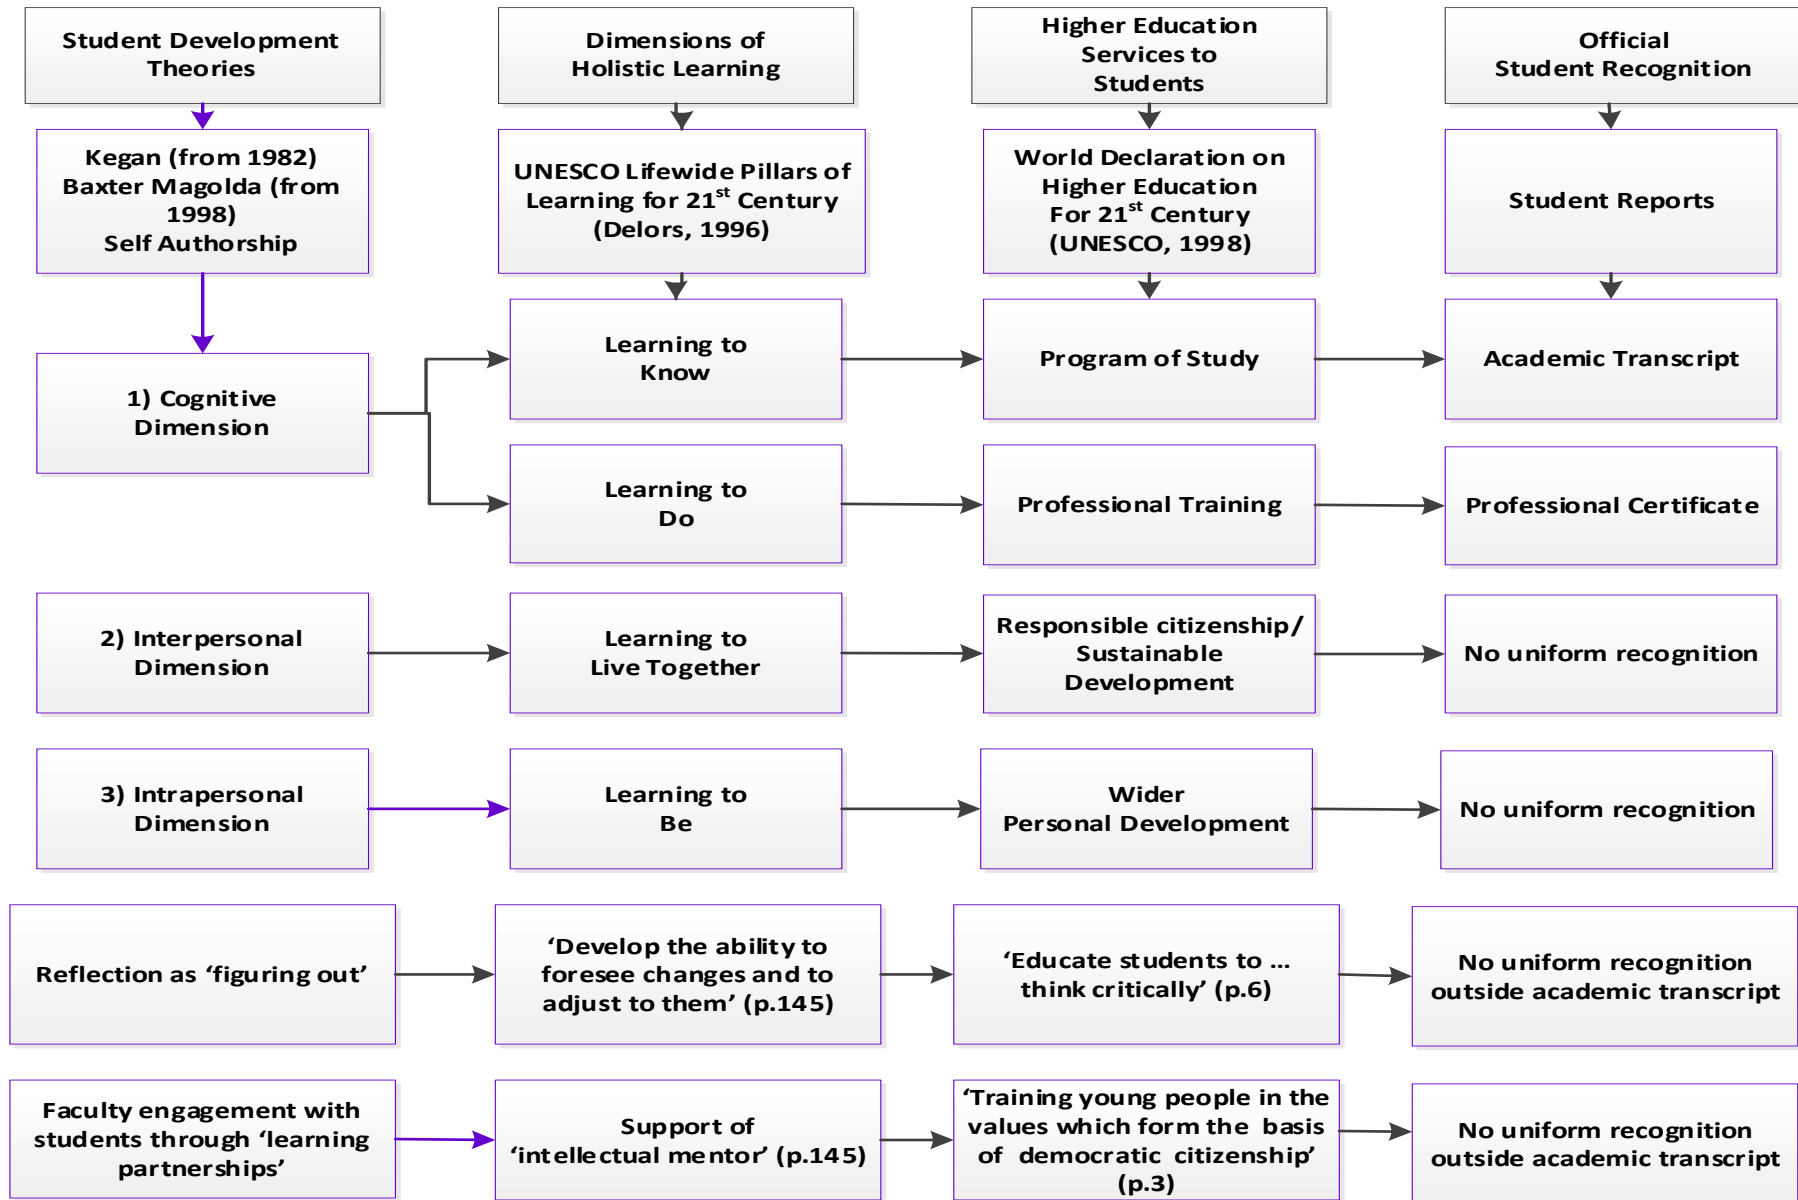 Student Development
Theories
Dimensions of
Holistic Learning
Higher Education
Services to
Students
Official
Student Recognition
Kegan (from 1982)
Baxter Magolda (from
1998)
Self Authorship
UNESCO Lifewide Pillars of
Learning for 21st Century
(Delors, 1996)
World Declaration on
Higher Education
For 21st Century
(UNESCO, 1998)
Student Reports
1) Cognitive
Dimension
Learning to
Know
Program of Study
Academic Transcript
Learning to
Do
Professional Training
Professional Certificate
2) Interpersonal
Dimension
Learning to
Live Together
Responsible citizenship/
Sustainable
Development
No uniform recognition
3) Intrapersonal
Dimension
Learning to
Be
Wider
Personal Development
No uniform recognition
Reflection as ‘figuring out’
‘Develop the ability to
foresee changes and to
adjust to them’ (p.145)
‘Educate students to …
think critically’ (p.6)
No uniform recognition
outside academic transcript
Faculty engagement with
students through ‘learning
partnerships’
Support of
‘intellectual mentor’ (p.145)
‘Training young people in the
values which form the basis
of democratic citizenship’
(p.3)
No uniform recognition
outside academic transcript